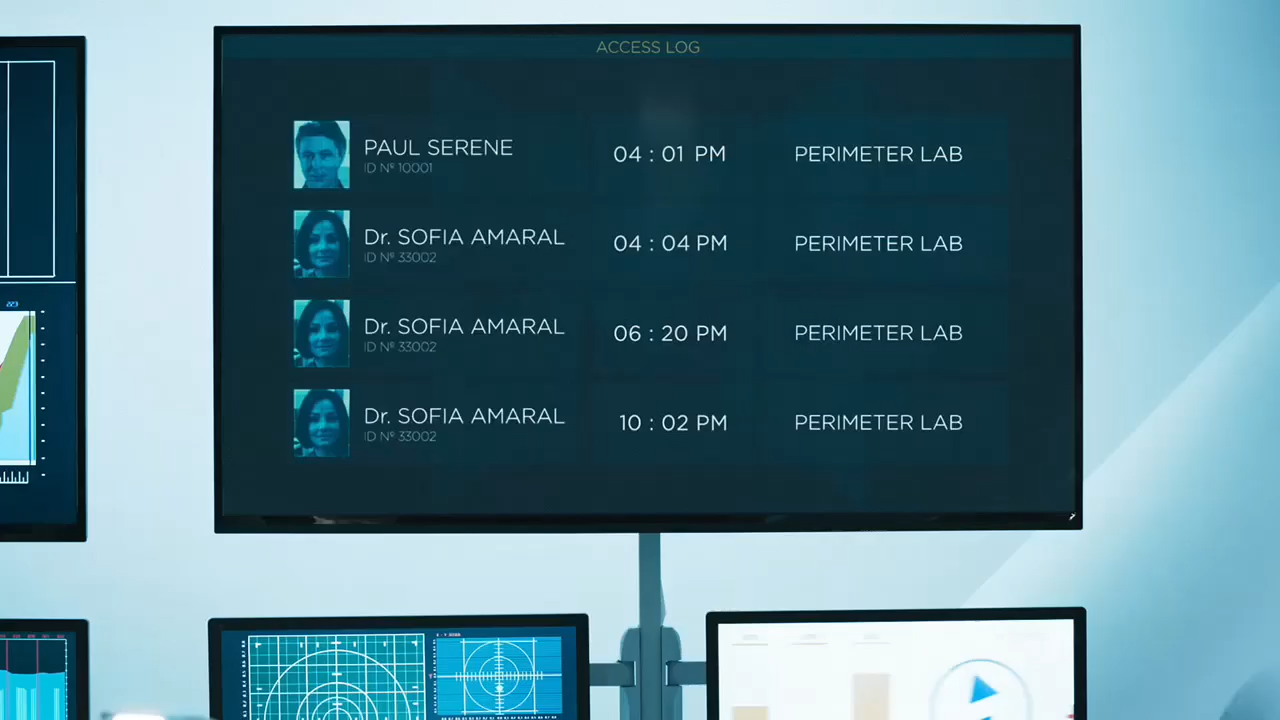 ACCESS LOG
PAUL SERENE
ID Nº 10001
04 : 01 PM
PERIMETER LAB
Dr. SOFIA AMARAL
ID Nº 33002
04 : 04 PM
PERIMETER LAB
Dr. SOFIA AMARAL
ID Nº 33002
06 : 20 PM
PERIMETER LAB
Dr. SOFIA AMARAL
ID Nº 33002
10 : 02 PM
PERIMETER LAB